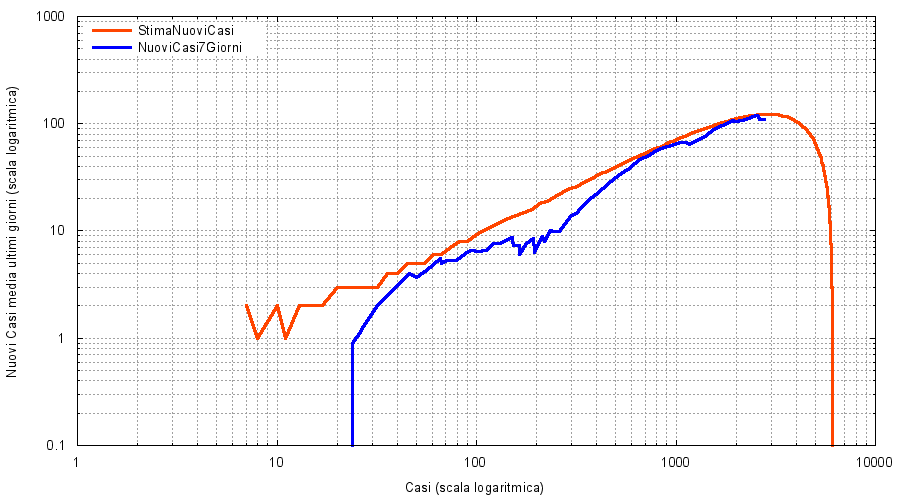 1000
100
10
1
0.1
Nuovi Casi media ultimi giorni (scala logaritmica)
StimaNuoviCasi
NuoviCasi7Giorni
1
10
100
1000
10000
Casi (scala logaritmica)